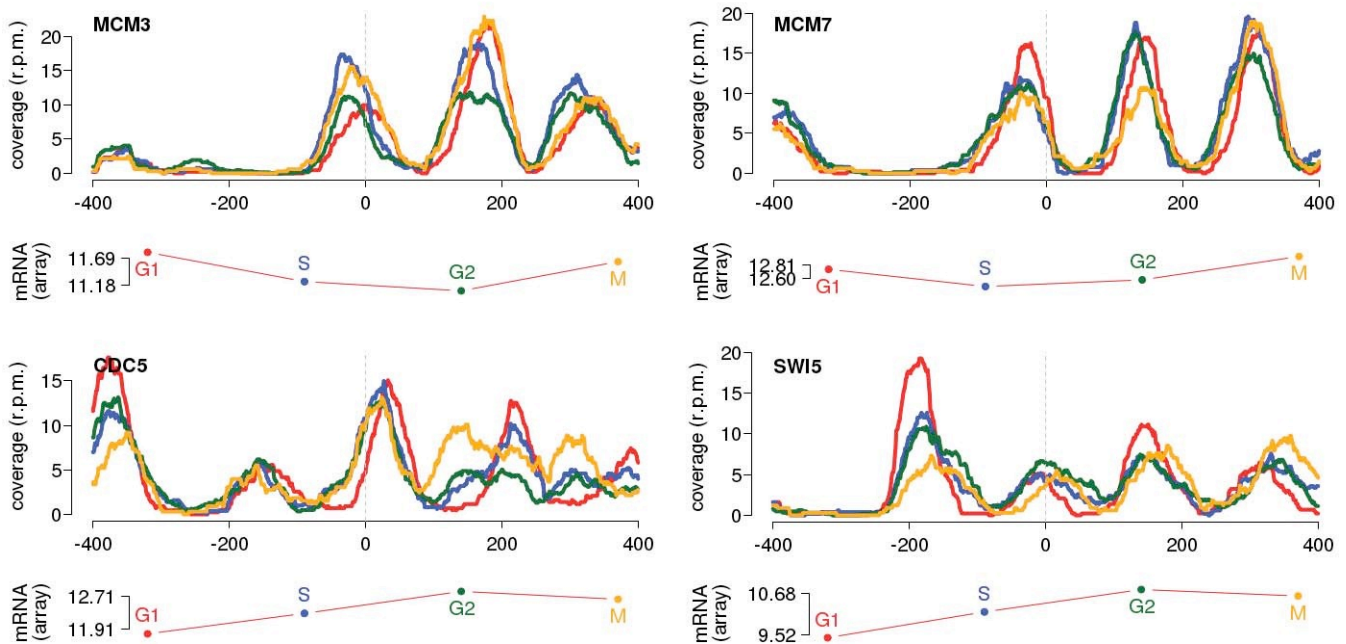 MCM3
coverage (r.p.m.)
20
15
10
5
0
-400 -200 0 200 400
mRNA
(array)
11.69
11.18
G1 S G2 M
MCM7
coverage (r.p.m.)
20
15
10
5
0
-400 -200 0 200 400
mRNA
(array)
12.81
12.60
G1 S G2 M
CDC5
coverage (r.p.m.)
15
10
5
0
-400 -200 0 200 400
mRNA
(array)
12.71
11.91
G1 S G2 M
SWI5
coverage (r.p.m.)
20
15
10
5
0
-400 -200 0 200 400
mRNA
(array)
10.68
9.52
G1 S G2 M